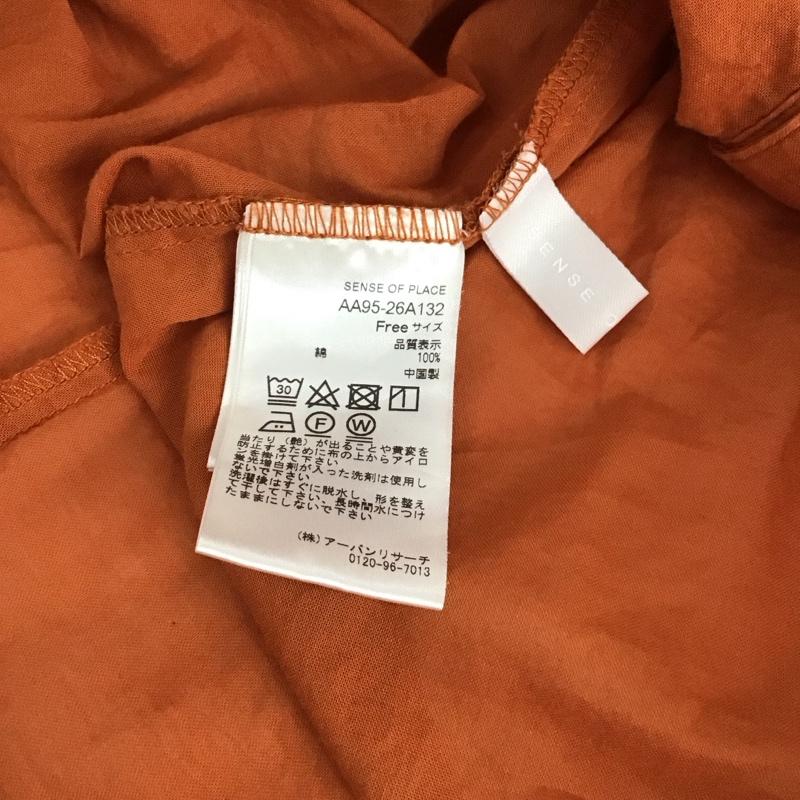 SENSE OF PLACE
AA95-26A132
Free サイズ
品質表示
綿 100%
中国製
30
F W
当たり(艶)が出ることや黄変を
防止するために布の上からアイロ
ンを掛けて下さい
蛍光増白剤が入った洗剤は使用し
ないで下さい
洗濯後はすぐに脱水し、形を整え
て干して下さい。長時間水につけ
たままにしないで下さい
(株)アーバンリサーチ
0120-96-7013
SENSE